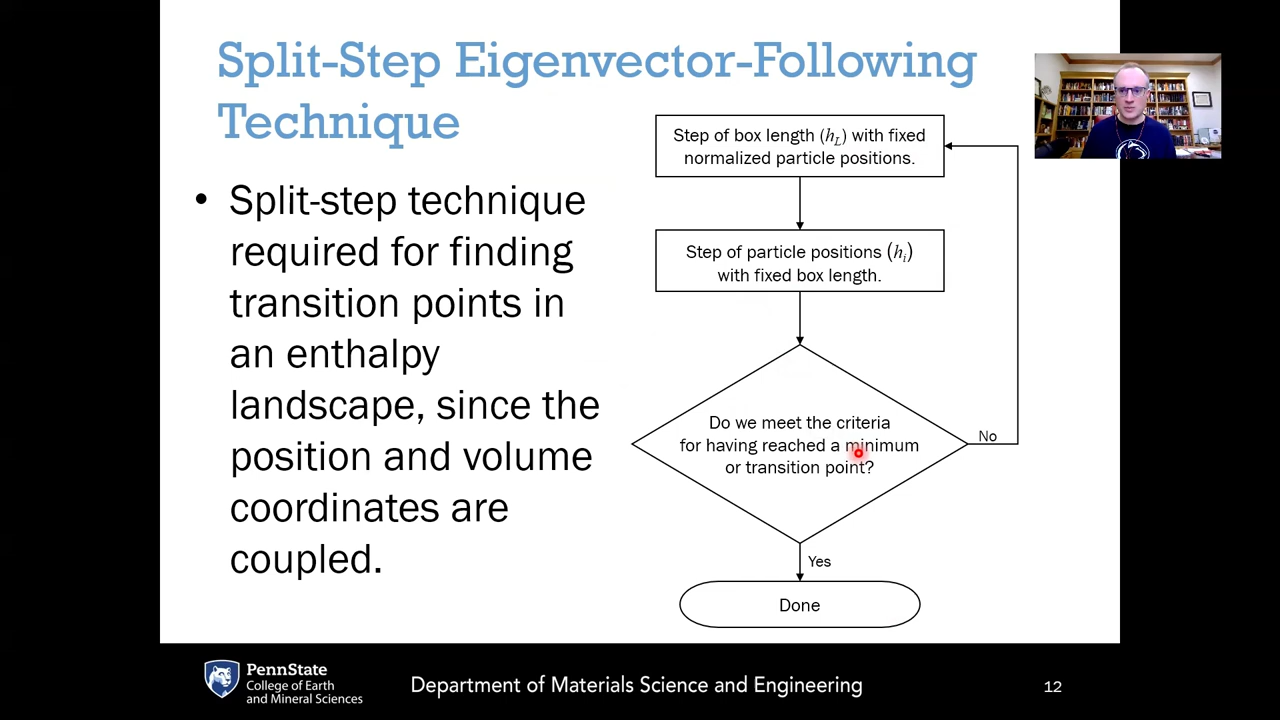 Split-Step Eigenvector-Following
Technique
• Split-step technique
required for finding
transition points in
an enthalpy
landscape, since the
position and volume
coordinates are
coupled.
Step of box length (h_L) with fixed
normalized particle positions.
Step of particle positions (h_i)
with fixed box length.
Do we meet the criteria
for having reached a minimum
or transition point?
No
Yes
Done
PennState
College of Earth
and Mineral Sciences
Department of Materials Science and Engineering
12